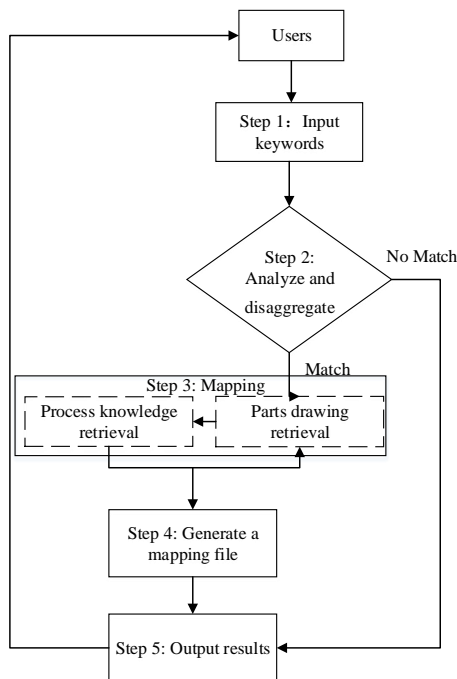 Users
Step 1：Input
keywords
Step 2:
Analyze and
disaggregate
No Match
Match
Step 3: Mapping
Process knowledge
retrieval
Parts drawing
retrieval
Step 4: Generate a
mapping file
Step 5: Output results